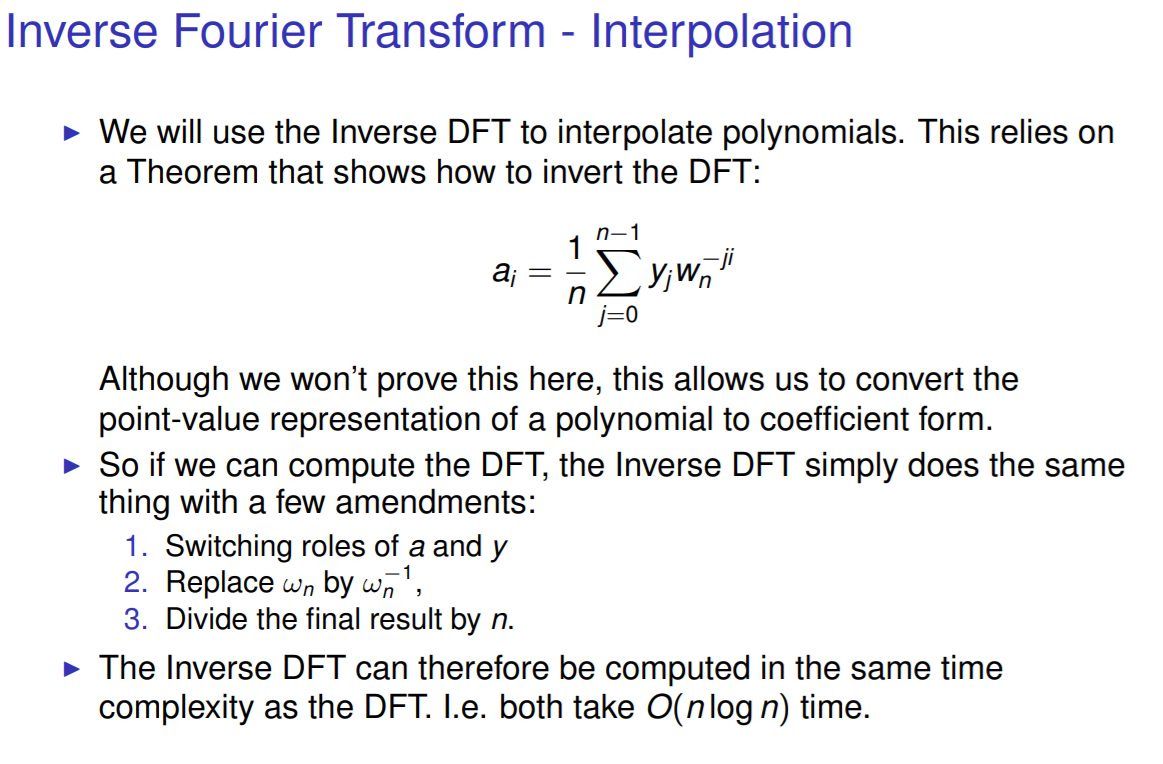 Inverse Fourier Transform - Interpolation
▶ We will use the Inverse DFT to interpolate polynomials. This relies on
a Theorem that shows how to invert the DFT:
a_i = \frac{1}{n} \sum_{j=0}^{n-1} y_j w_n^{-ji}
Although we won't prove this here, this allows us to convert the
point-value representation of a polynomial to coefficient form.
▶ So if we can compute the DFT, the Inverse DFT simply does the same
thing with a few amendments:
1. Switching roles of a and y
2. Replace ω_n by ω_n^{-1},
3. Divide the final result by n.
▶ The Inverse DFT can therefore be computed in the same time
complexity as the DFT. I.e. both take O(n log n) time.